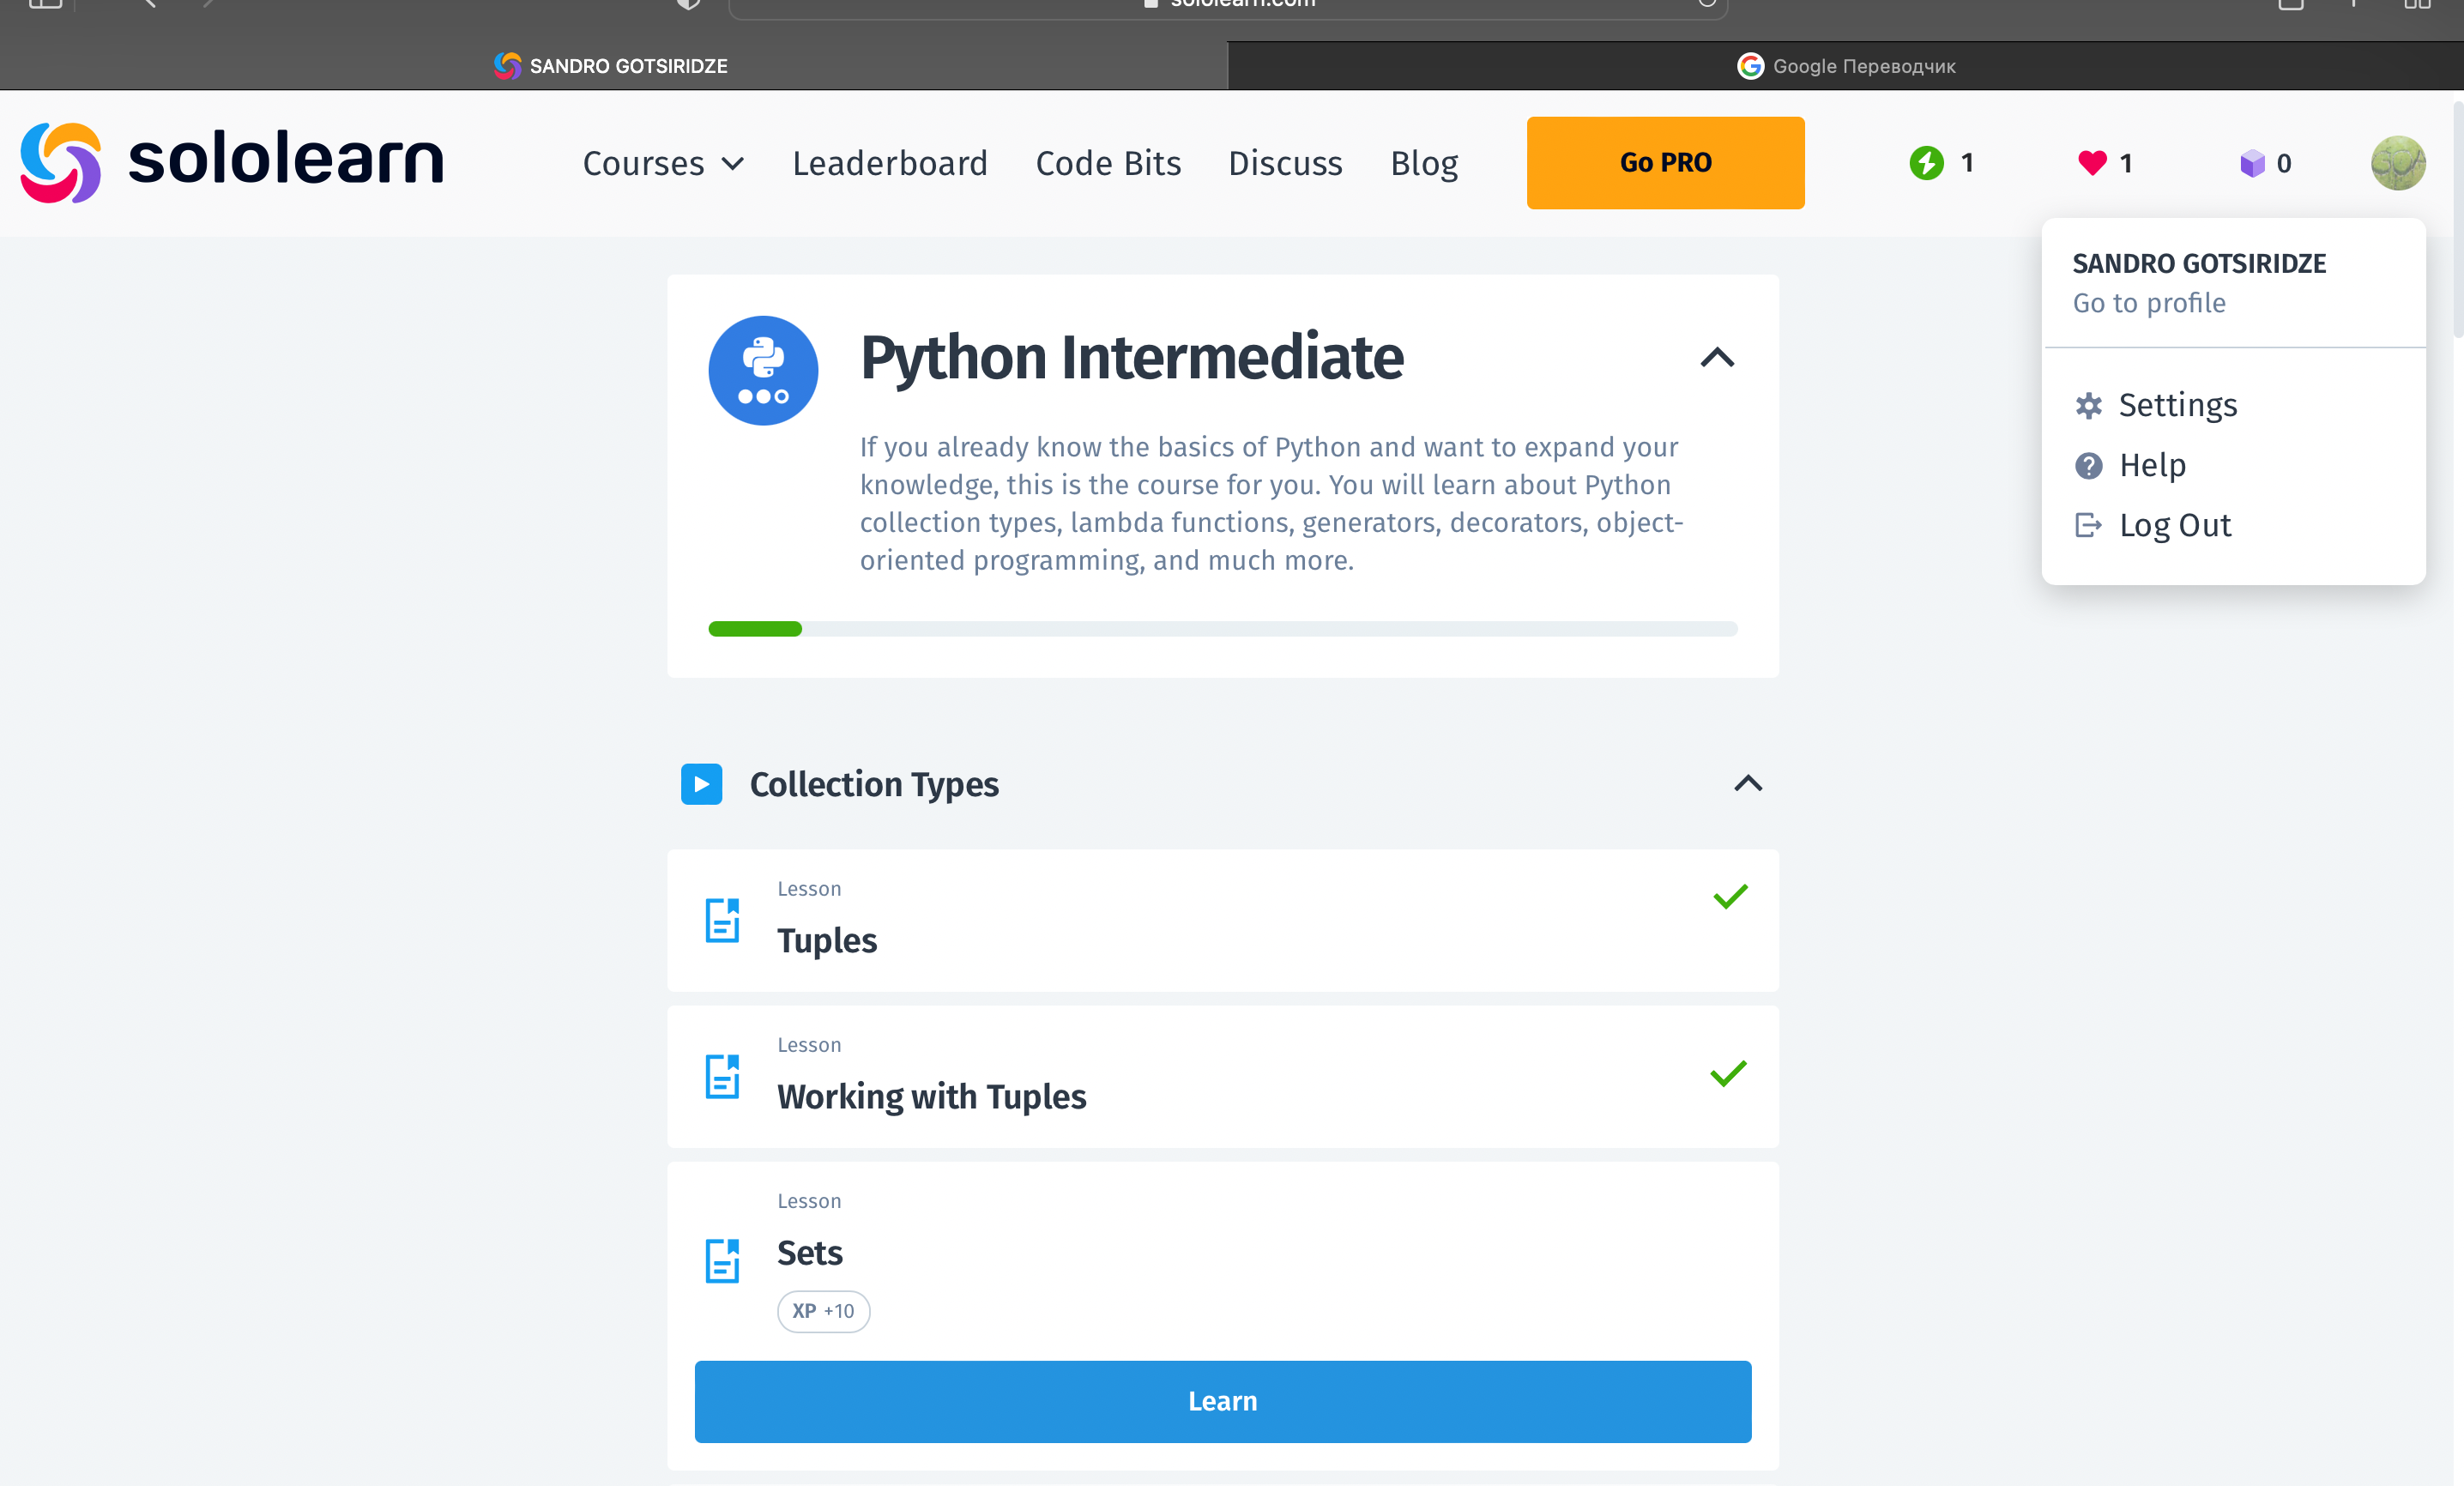 sololearn.com
SANDRO GOTSIRIDZE
Google Переводчик
sololearn
Courses
Leaderboard
Code Bits
Discuss
Blog
Go PRO
1
1
0
SANDRO GOTSIRIDZE
Go to profile
Settings
Help
Log Out
Python Intermediate
If you already know the basics of Python and want to expand your
knowledge, this is the course for you. You will learn about Python
collection types, lambda functions, generators, decorators, object-
oriented programming, and much more.
Collection Types
Lesson
Tuples
Lesson
Working with Tuples
Lesson
Sets
XP +10
Learn